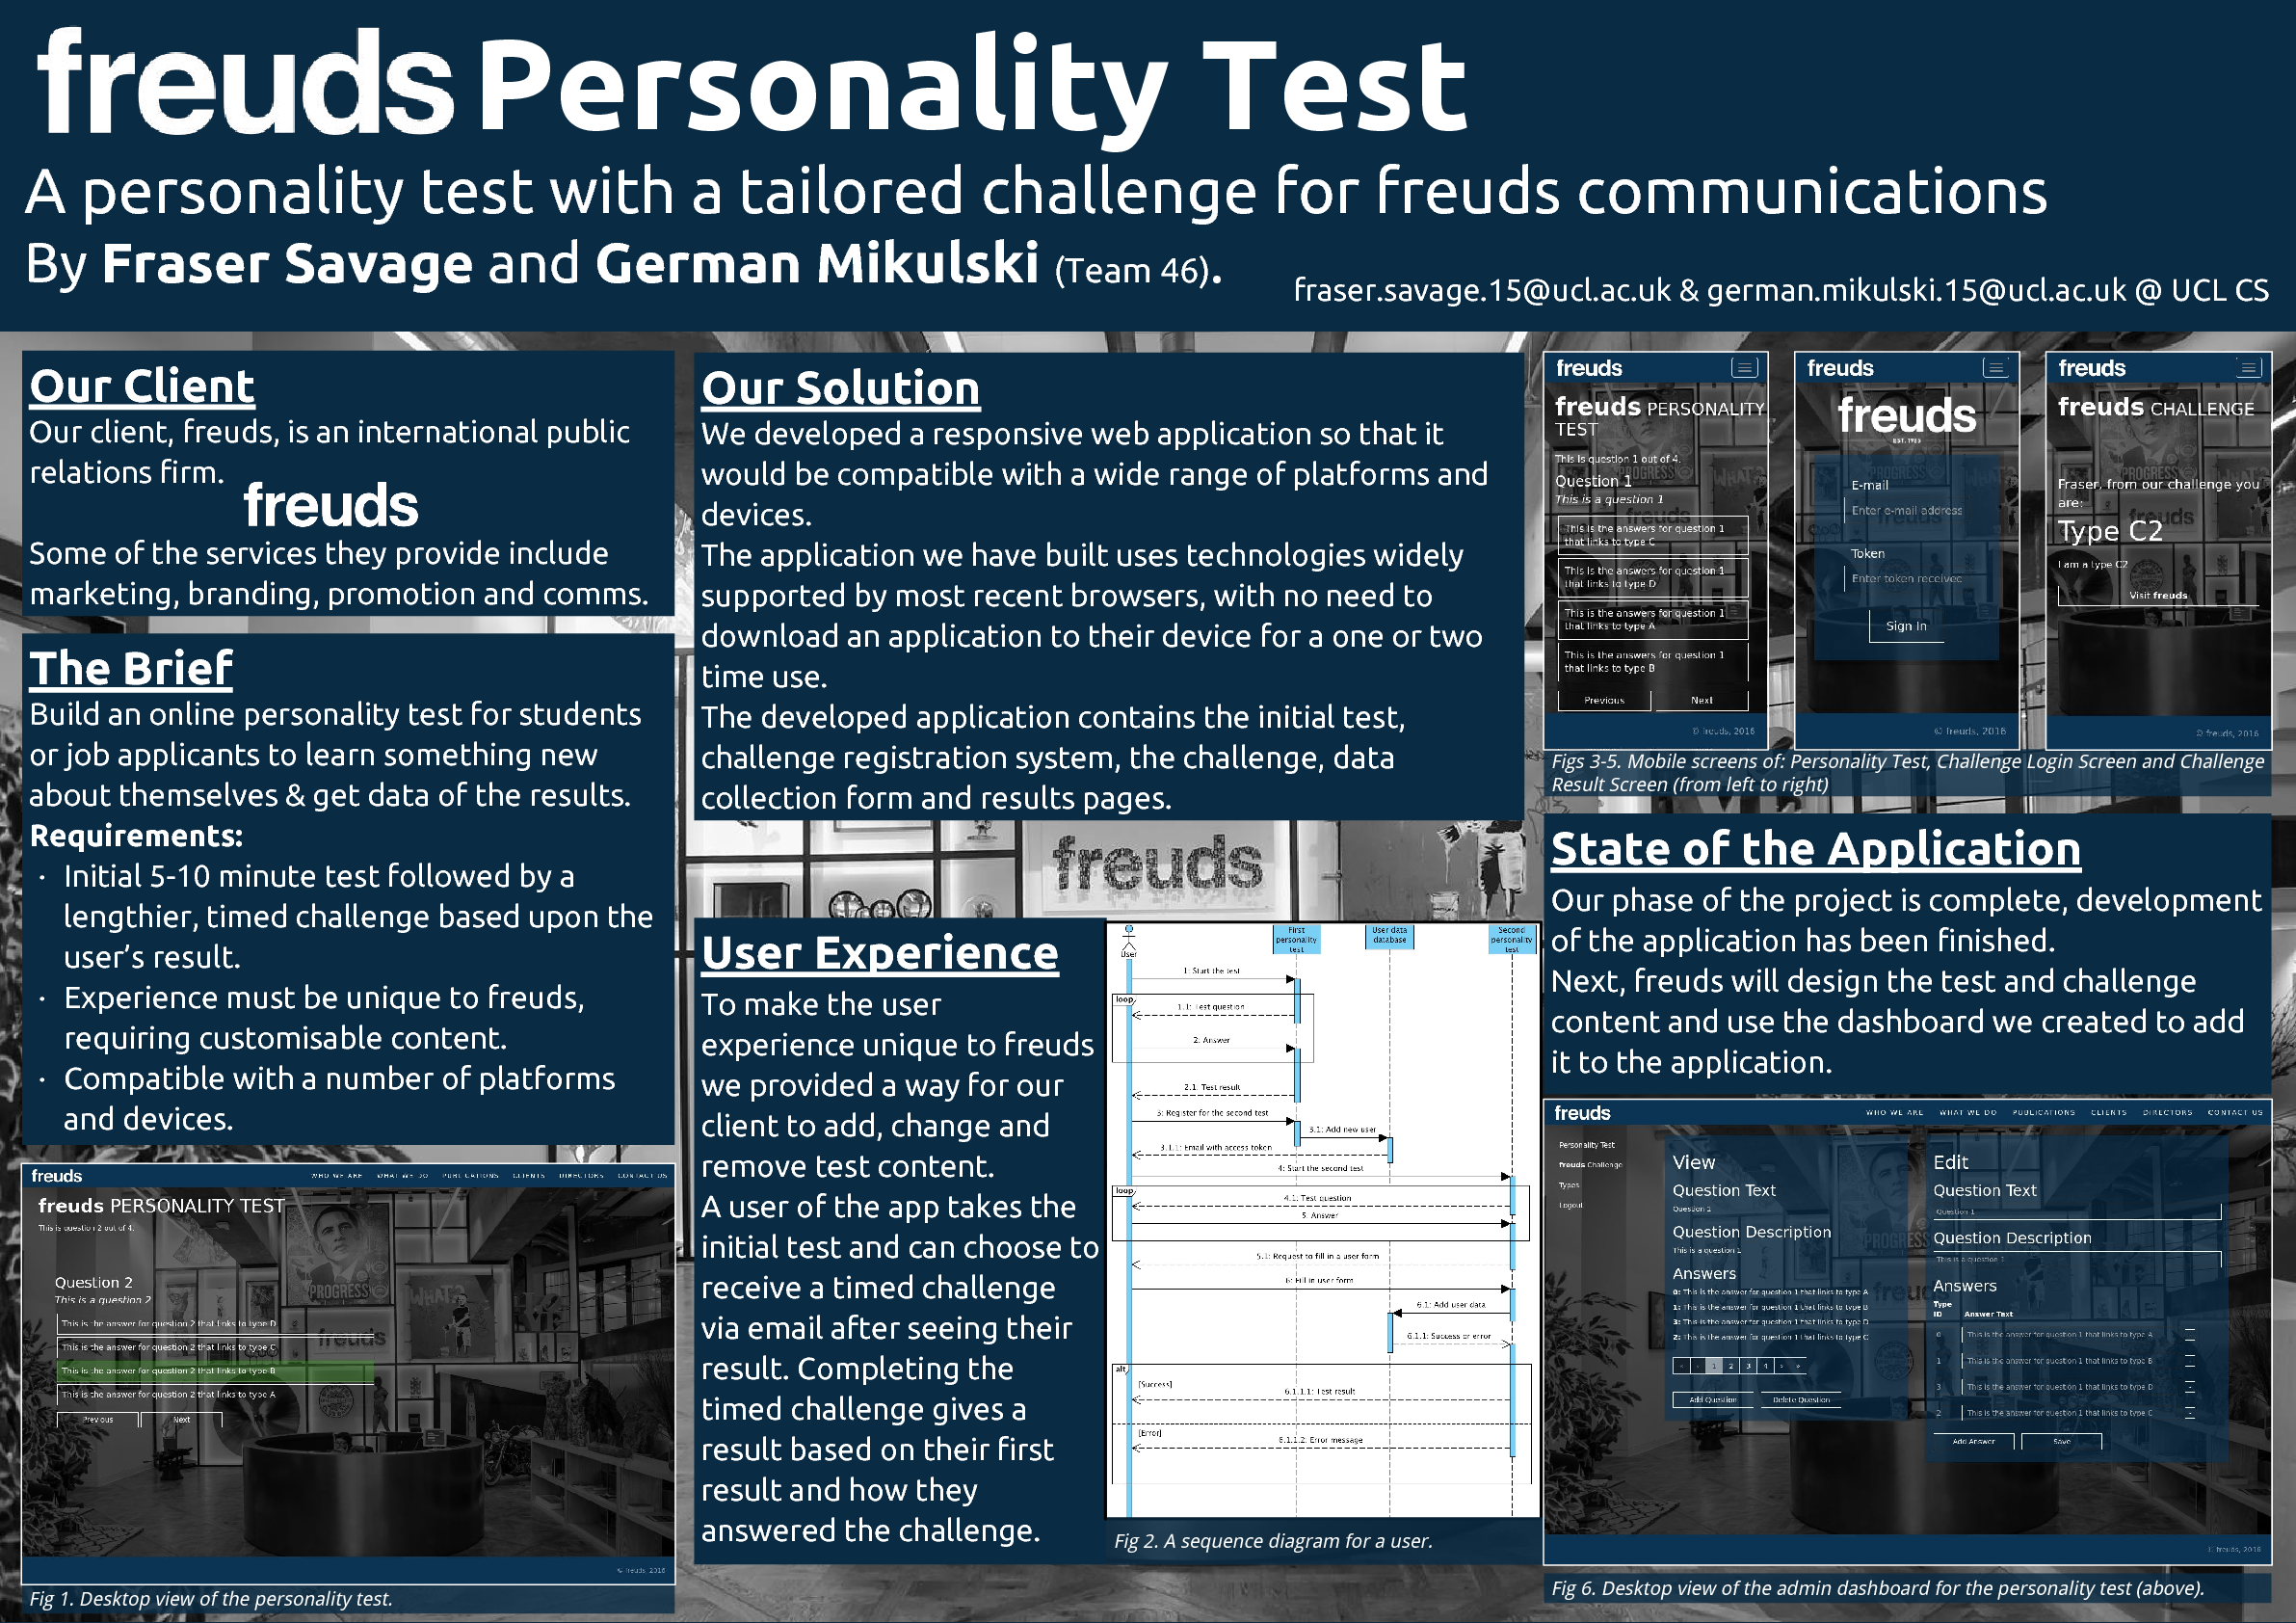 freuds Personality Test
A personality test with a tailored challenge for freuds communications
By Fraser Savage and German Mikulski (Team 46).
fraser.savage.15@ucl.ac.uk & german.mikulski.15@ucl.ac.uk @ UCL CS
Our Client
Our client, freuds, is an international public
relations firm.
freuds
Some of the services they provide include
marketing, branding, promotion and comms.
The Brief
Build an online personality test for students
or job applicants to learn something new
about themselves & get data of the results.
Requirements:
· Initial 5-10 minute test followed by a
lengthier, timed challenge based upon the
user’s result.
· Experience must be unique to freuds,
requiring customisable content.
· Compatible with a number of platforms
and devices.
freuds
WHO WE ARE WHAT WE DO PUBLICATIONS CLIENTS DIRECTORS CONTACT US
freuds PERSONALITY TEST
This is question 2 out of 4.
PROGRESS
WHAT?
freuds
Question 2
This is a question 2
This is the answer for question 2 that links to type D
This is the answer for question 2 that links to type C
This is the answer for question 2 that links to type B
This is the answer for question 2 that links to type A
Previous Next
© freuds, 2016
Fig 1. Desktop view of the personality test.
Our Solution
We developed a responsive web application so that it
would be compatible with a wide range of platforms and
devices.
The application we have built uses technologies widely
supported by most recent browsers, with no need to
download an application to their device for a one or two
time use.
The developed application contains the initial test,
challenge registration system, the challenge, data
collection form and results pages.
freuds
User Experience
To make the user
experience unique to freuds
we provided a way for our
client to add, change and
remove test content.
A user of the app takes the
initial test and can choose to
receive a timed challenge
via email after seeing their
result. Completing the
timed challenge gives a
result based on their first
result and how they
answered the challenge.
User
First
personality
test
User data
database
Second
personality
test
1: Start the test
loop
1.1: Test question
2: Answer
2.1: Test result
3: Register for the second test
3.1: Add new user
3.1.1: Email with access token
4: Start the second test
loop
4.1: Test question
5: Answer
5.1: Request to fill in a user form
6: Fill in user form
6.1: Add user data
6.1.1: Success or error
alt
[Success]
6.1.1.1: Test result
[Error]
6.1.1.2: Error message
Fig 2. A sequence diagram for a user.
freuds
freuds PERSONALITY
TEST
This is question 1 out of 4.
Question 1
This is a question 1
This is the answers for question 1
that links to type C
This is the answers for question 1
that links to type D
This is the answers for question 1
that links to type A
This is the answers for question 1
that links to type B
Previous Next
© freuds, 2016
freuds
freuds
EST. 1985
E-mail
Enter e-mail address
Token
Enter token received
Sign In
© freuds, 2016
freuds
freuds CHALLENGE
Fraser, from our challenge you
are:
Type C2
I am a type C2
Visit freuds
© freuds, 2016
Figs 3-5. Mobile screens of: Personality Test, Challenge Login Screen and Challenge
Result Screen (from left to right)
State of the Application
Our phase of the project is complete, development
of the application has been finished.
Next, freuds will design the test and challenge
content and use the dashboard we created to add
it to the application.
freuds
WHO WE ARE WHAT WE DO PUBLICATIONS CLIENTS DIRECTORS CONTACT US
Personality Test
freuds Challenge
Types
Logout
View
Question Text
Question 1
Question Description
This is a question 1
Answers
0: This is the answer for question 1 that links to type A
1: This is the answer for question 1 that links to type B
3: This is the answer for question 1 that links to type D
2: This is the answer for question 1 that links to type C
« ‹ 1 2 3 4 › »
Add Question Delete Question
Edit
Question Text
Question 1
Question Description
This is a question 1
Answers
Type
ID Answer Text
0 This is the answer for question 1 that links to type A
1 This is the answer for question 1 that links to type B
3 This is the answer for question 1 that links to type D
2 This is the answer for question 1 that links to type C
Add Answer Save
© freuds, 2016
Fig 6. Desktop view of the admin dashboard for the personality test (above).